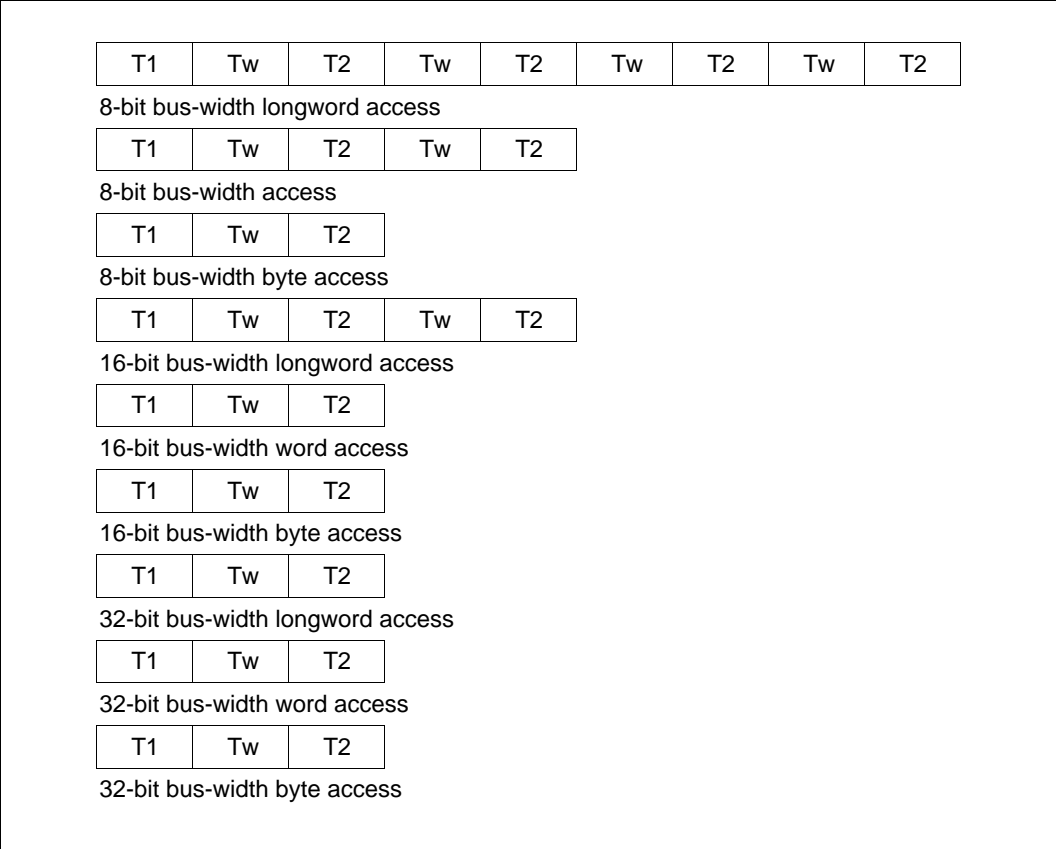 T1 Tw T2 Tw T2 Tw T2 Tw T2
8-bit bus-width longword access
T1 Tw T2 Tw T2
8-bit bus-width access
T1 Tw T2
8-bit bus-width byte access
T1 Tw T2 Tw T2
16-bit bus-width longword access
T1 Tw T2
16-bit bus-width word access
T1 Tw T2
16-bit bus-width byte access
T1 Tw T2
32-bit bus-width longword access
T1 Tw T2
32-bit bus-width word access
T1 Tw T2
32-bit bus-width byte access